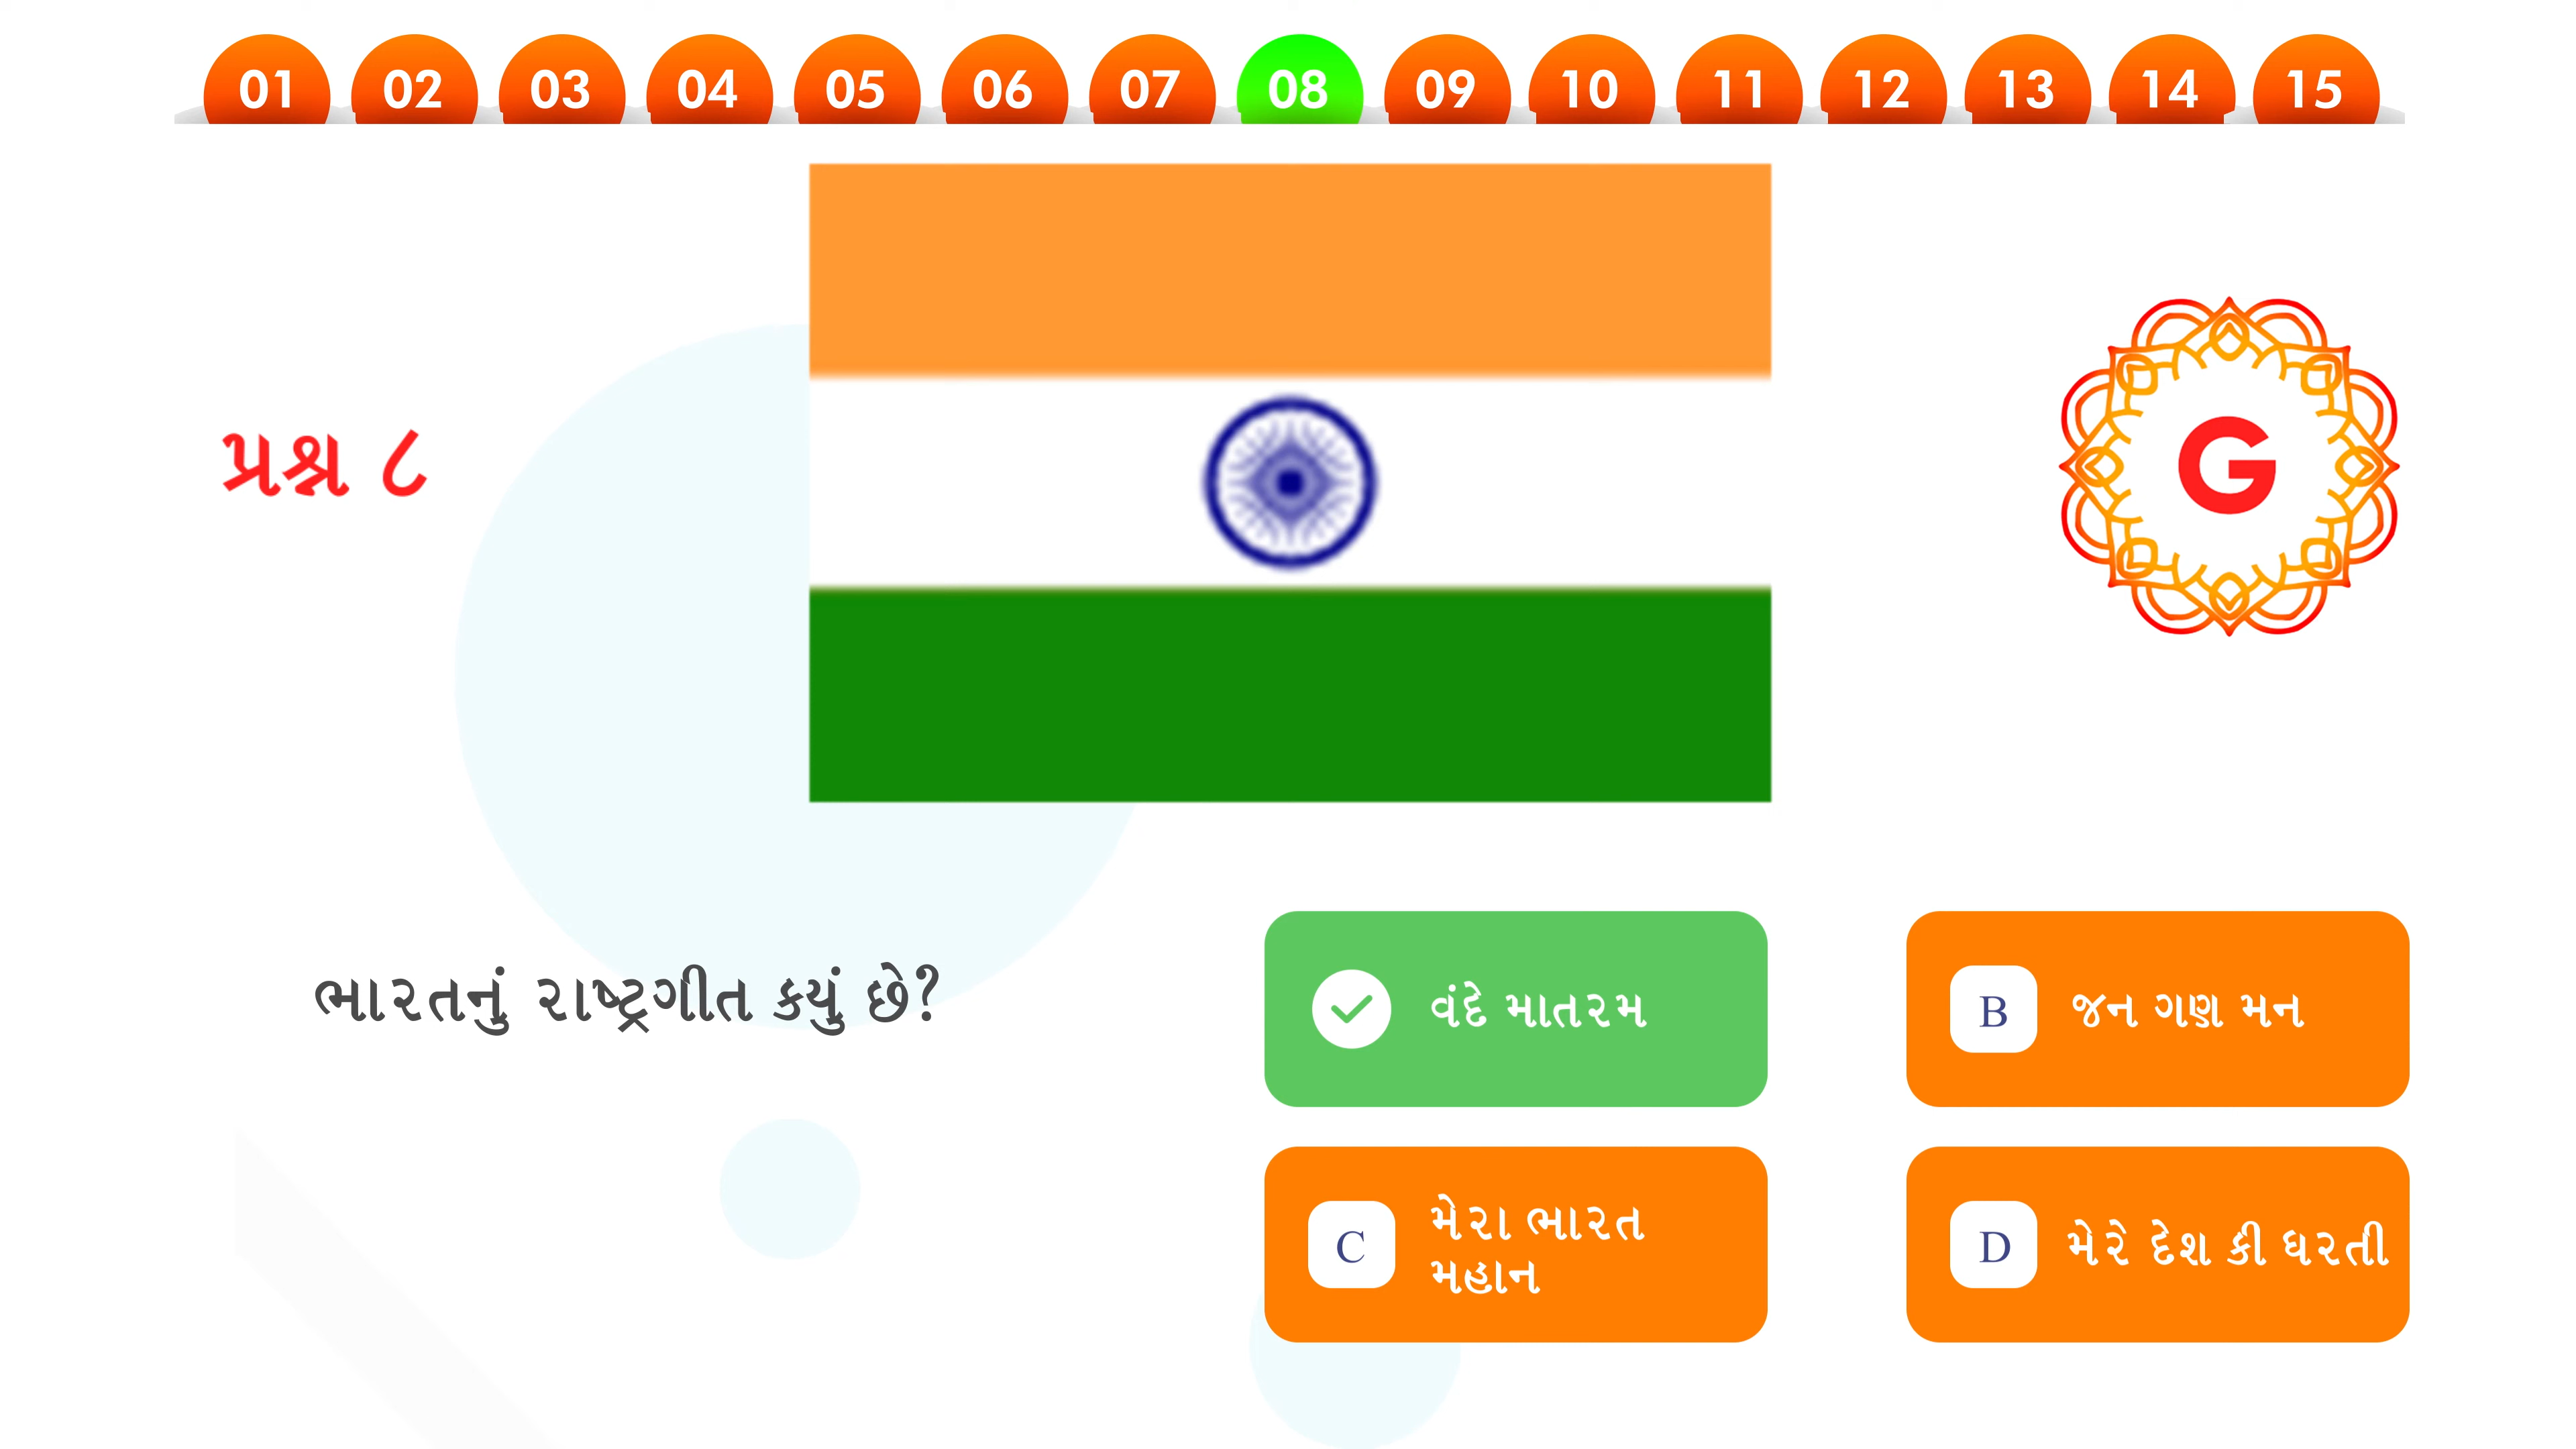 01 02 03 04 05 06 07 08 09 10 11 12 13 14 15
પ્રશ્ન ૮
G
ભારતનું રાષ્ટ્રગીત કયું છે?
વંદે માતરમ
B જન ગણ મન
C મેરા ભારત
મહાન
D મેરે દેશ કી ધરતી